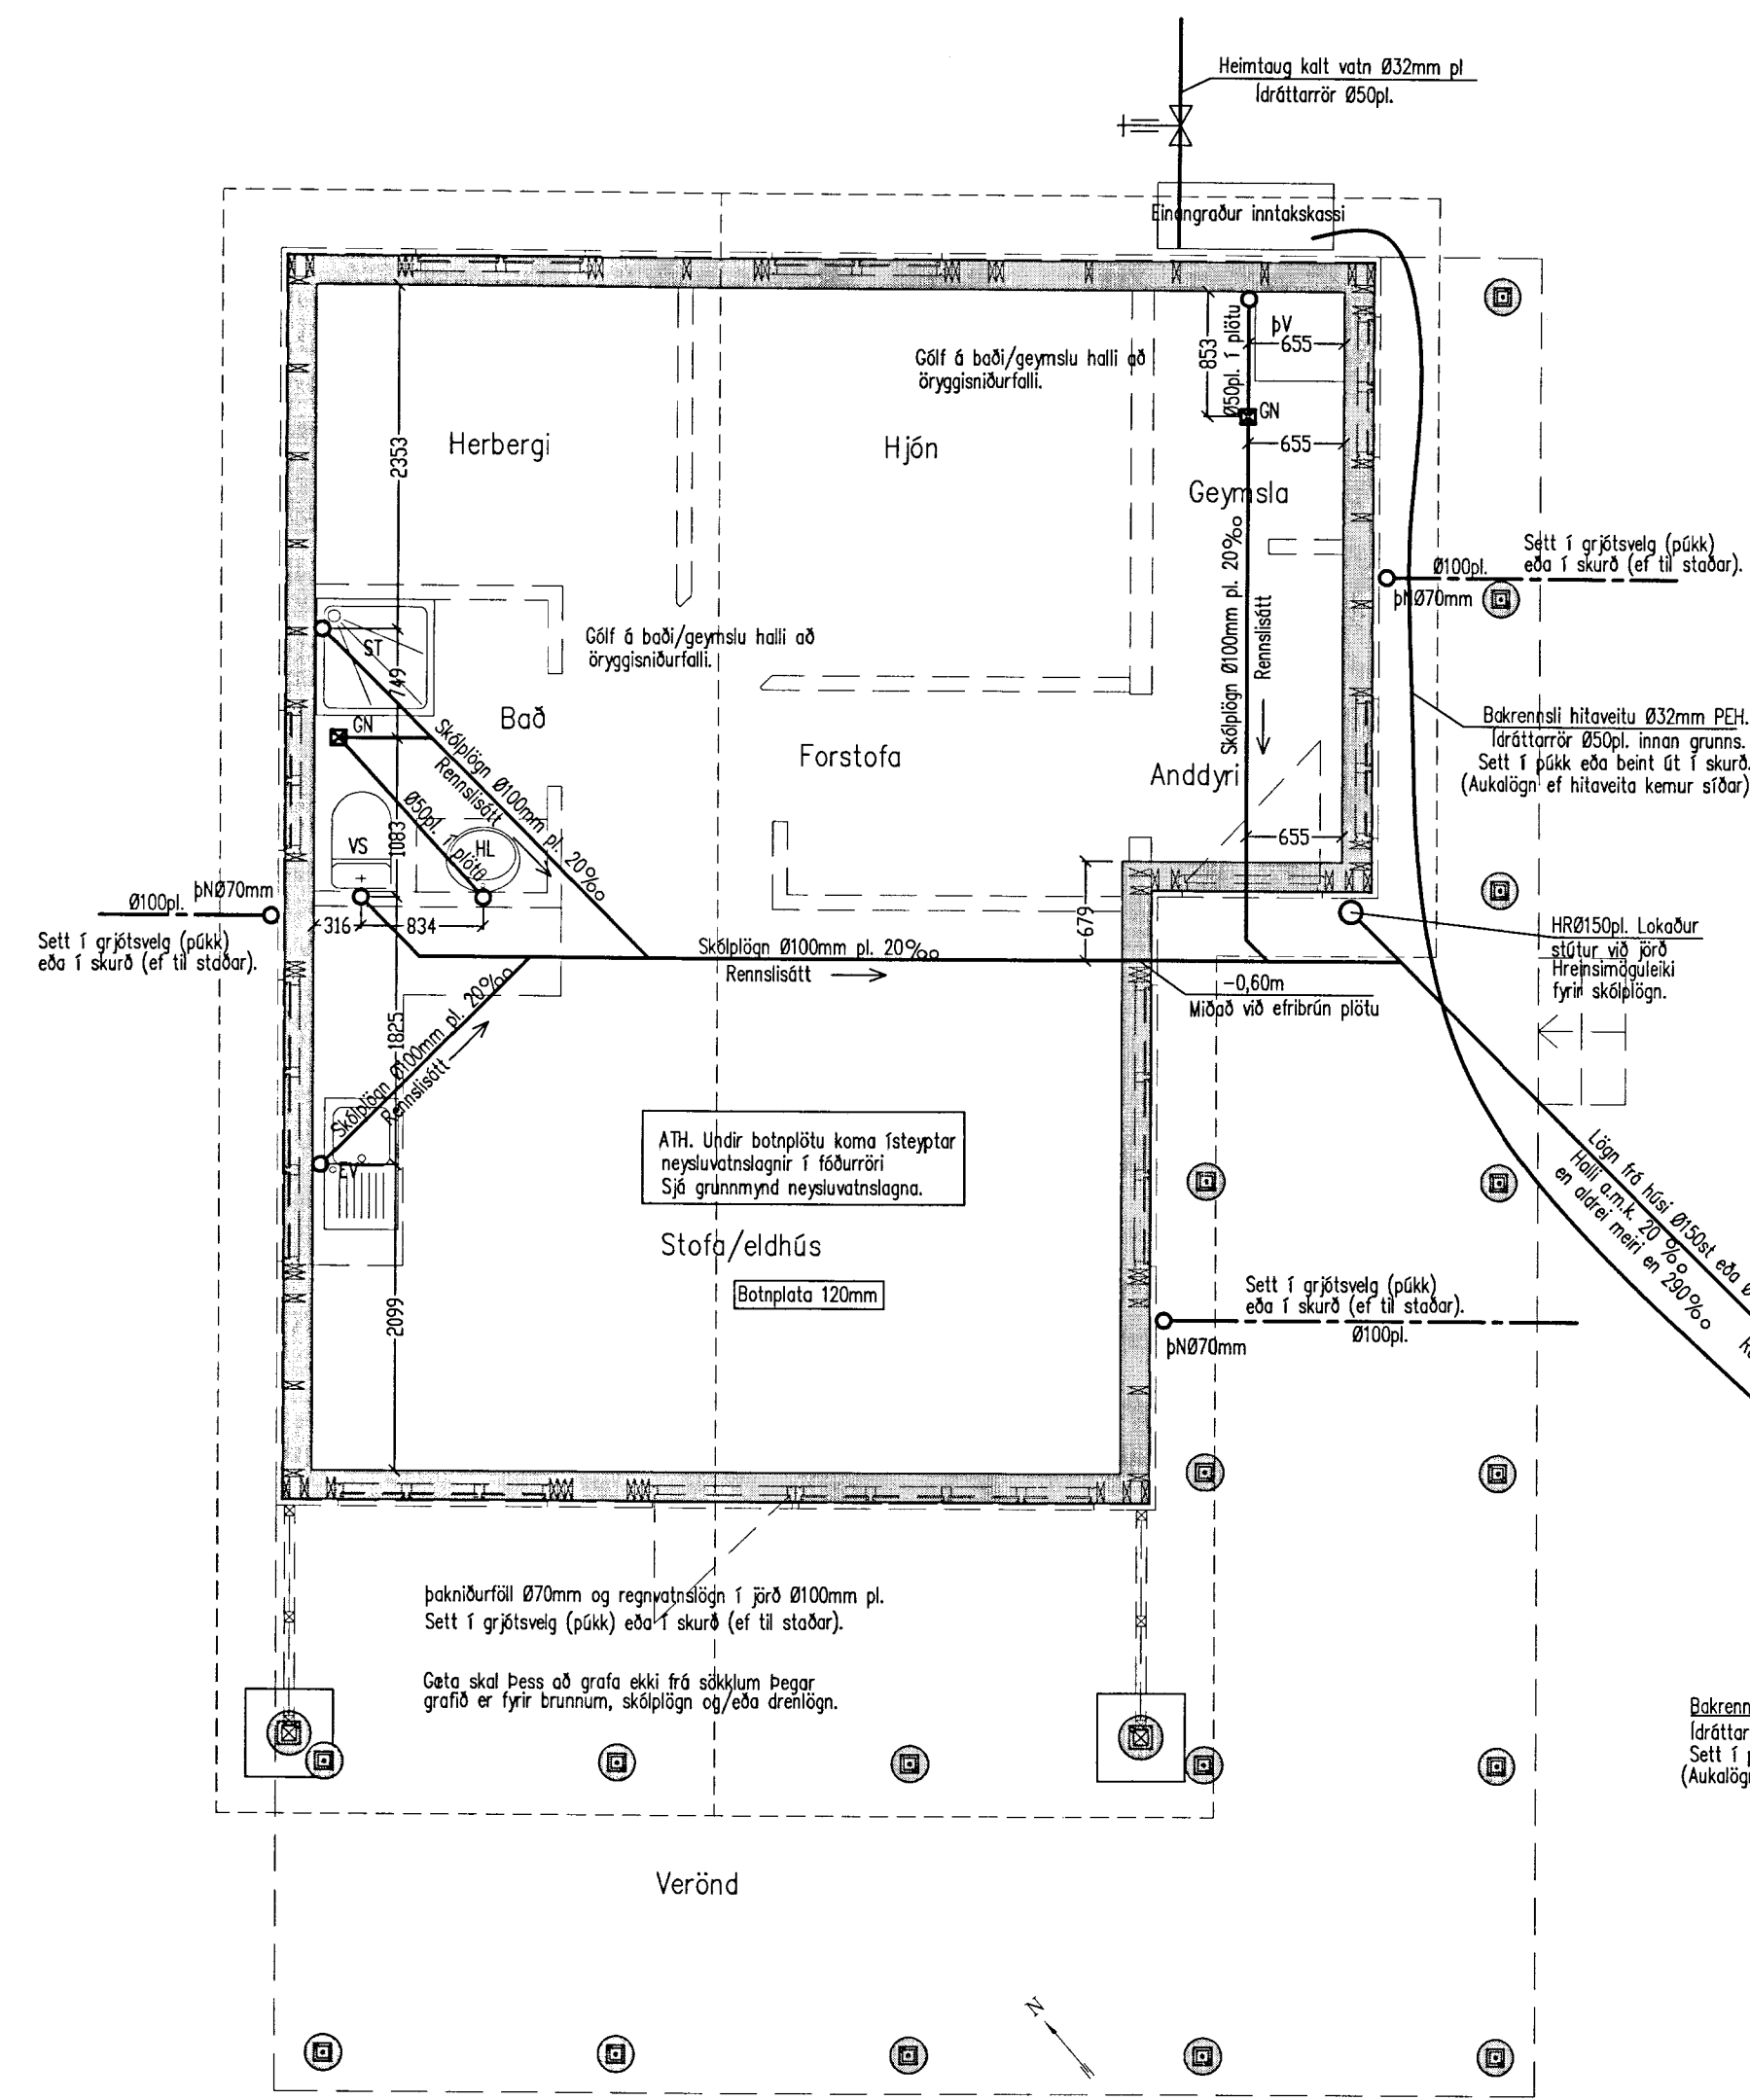 Heimtaug kalt vatn Ø32mm pl
Ídráttarrör Ø50pl.
Einangraður inntakskassi
Ø50pl. í plötu
þV
655
853
GN
655
Gólf á baði/geymslu halli að
öryggisniðurfalli.
Herbergi
2353
Hjón
Geymsla
Skólplögn Ø100mm pl. 20%o
Rennslisátt
Sett í grjótsvelg (púkk)
eða í skurð (ef til staðar).
Ø100pl.
þNØ70mm
Gólf á baði/geymslu halli að
öryggisniðurfalli.
ST
749
GN
Bað
Skólplögn Ø100mm pl. 20%o
Rennslisátt
Ø50pl. í plötu
Forstofa
Anddyri
Bakrennsli hitaveitu Ø32mm PEH.
Ídráttarrör Ø50pl. innan grunns.
Sett í púkk eða beint út í skurð.
(Aukalögn ef hitaveita kemur síðar)
655
VS
1083
HL
Ø100pl.
þNØ70mm
Sett í grjótsvelg (púkk)
eða í skurð (ef til staðar).
316
834
679
Skólplögn Ø100mm pl. 20%o
Rennslisátt
-0,60m
Miðað við efribrún plötu
HRØ150pl. Lokaður
stútur við jörð
Hreinsimöguleiki
fyrir skólplögn.
1825
Skólplögn Ø100mm pl. 20%o
Rennslisátt
EV
ATH. Undir botnplötu koma ísteyptar
neysluvatnslagnir í fóðurröri
Sjá grunnmynd neysluvatnslagna.
Stofa/eldhús
Botnplata 120mm
2099
Lögn frá húsi Ø150st eða Ø
Halli a.m.k. 20 %o
en aldrei meiri en 290%o
Sett í grjótsvelg (púkk)
eða í skurð (ef til staðar).
Ø100pl.
þNØ70mm
þakniðurföll Ø70mm og regnvatnslögn í jörð Ø100mm pl.
Sett í grjótsvelg (púkk) eða í skurð (ef til staðar).
Gæta skal Þess að grafa ekki frá sökklum Þegar
grafið er fyrir brunnum, skólplögn og/eða drenlögn.
Bakrenn
Ídráttar
Sett í p
(Aukalögn
Verönd
N